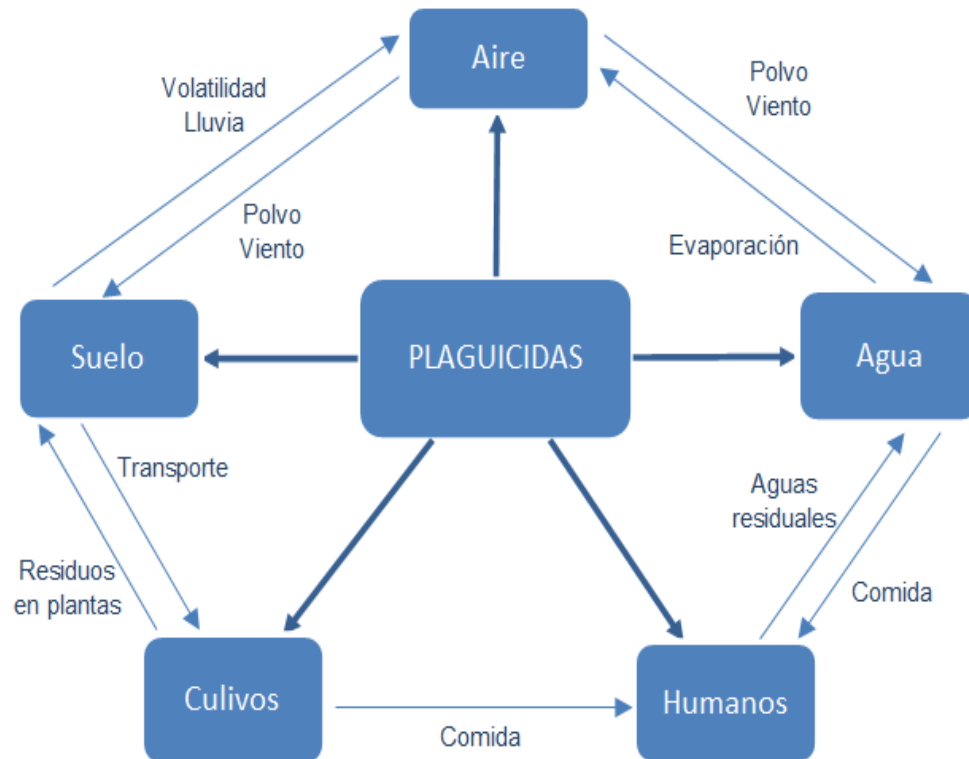 Aire
Volatilidad
Lluvia
Polvo
Viento
Polvo
Viento
Evaporación
Suelo
PLAGUICIDAS
Agua
Transporte
Aguas
residuales
Residuos
en plantas
Comida
Culivos
Humanos
Comida